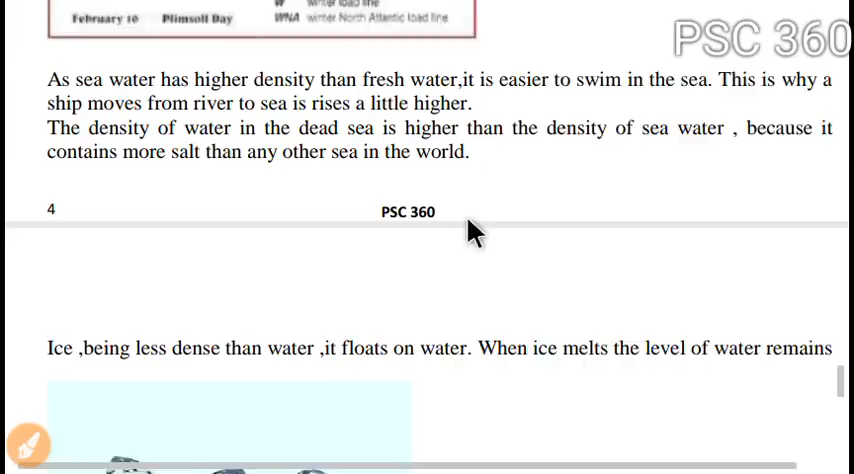 W winter load line
February 10 Plimsoll Day WNA winter North Atlantic load line
PSC 360
As sea water has higher density than fresh water,it is easier to swim in the sea. This is why a
ship moves from river to sea is rises a little higher.
The density of water in the dead sea is higher than the density of sea water , because it
contains more salt than any other sea in the world.
4 PSC 360
Ice ,being less dense than water ,it floats on water. When ice melts the level of water remains